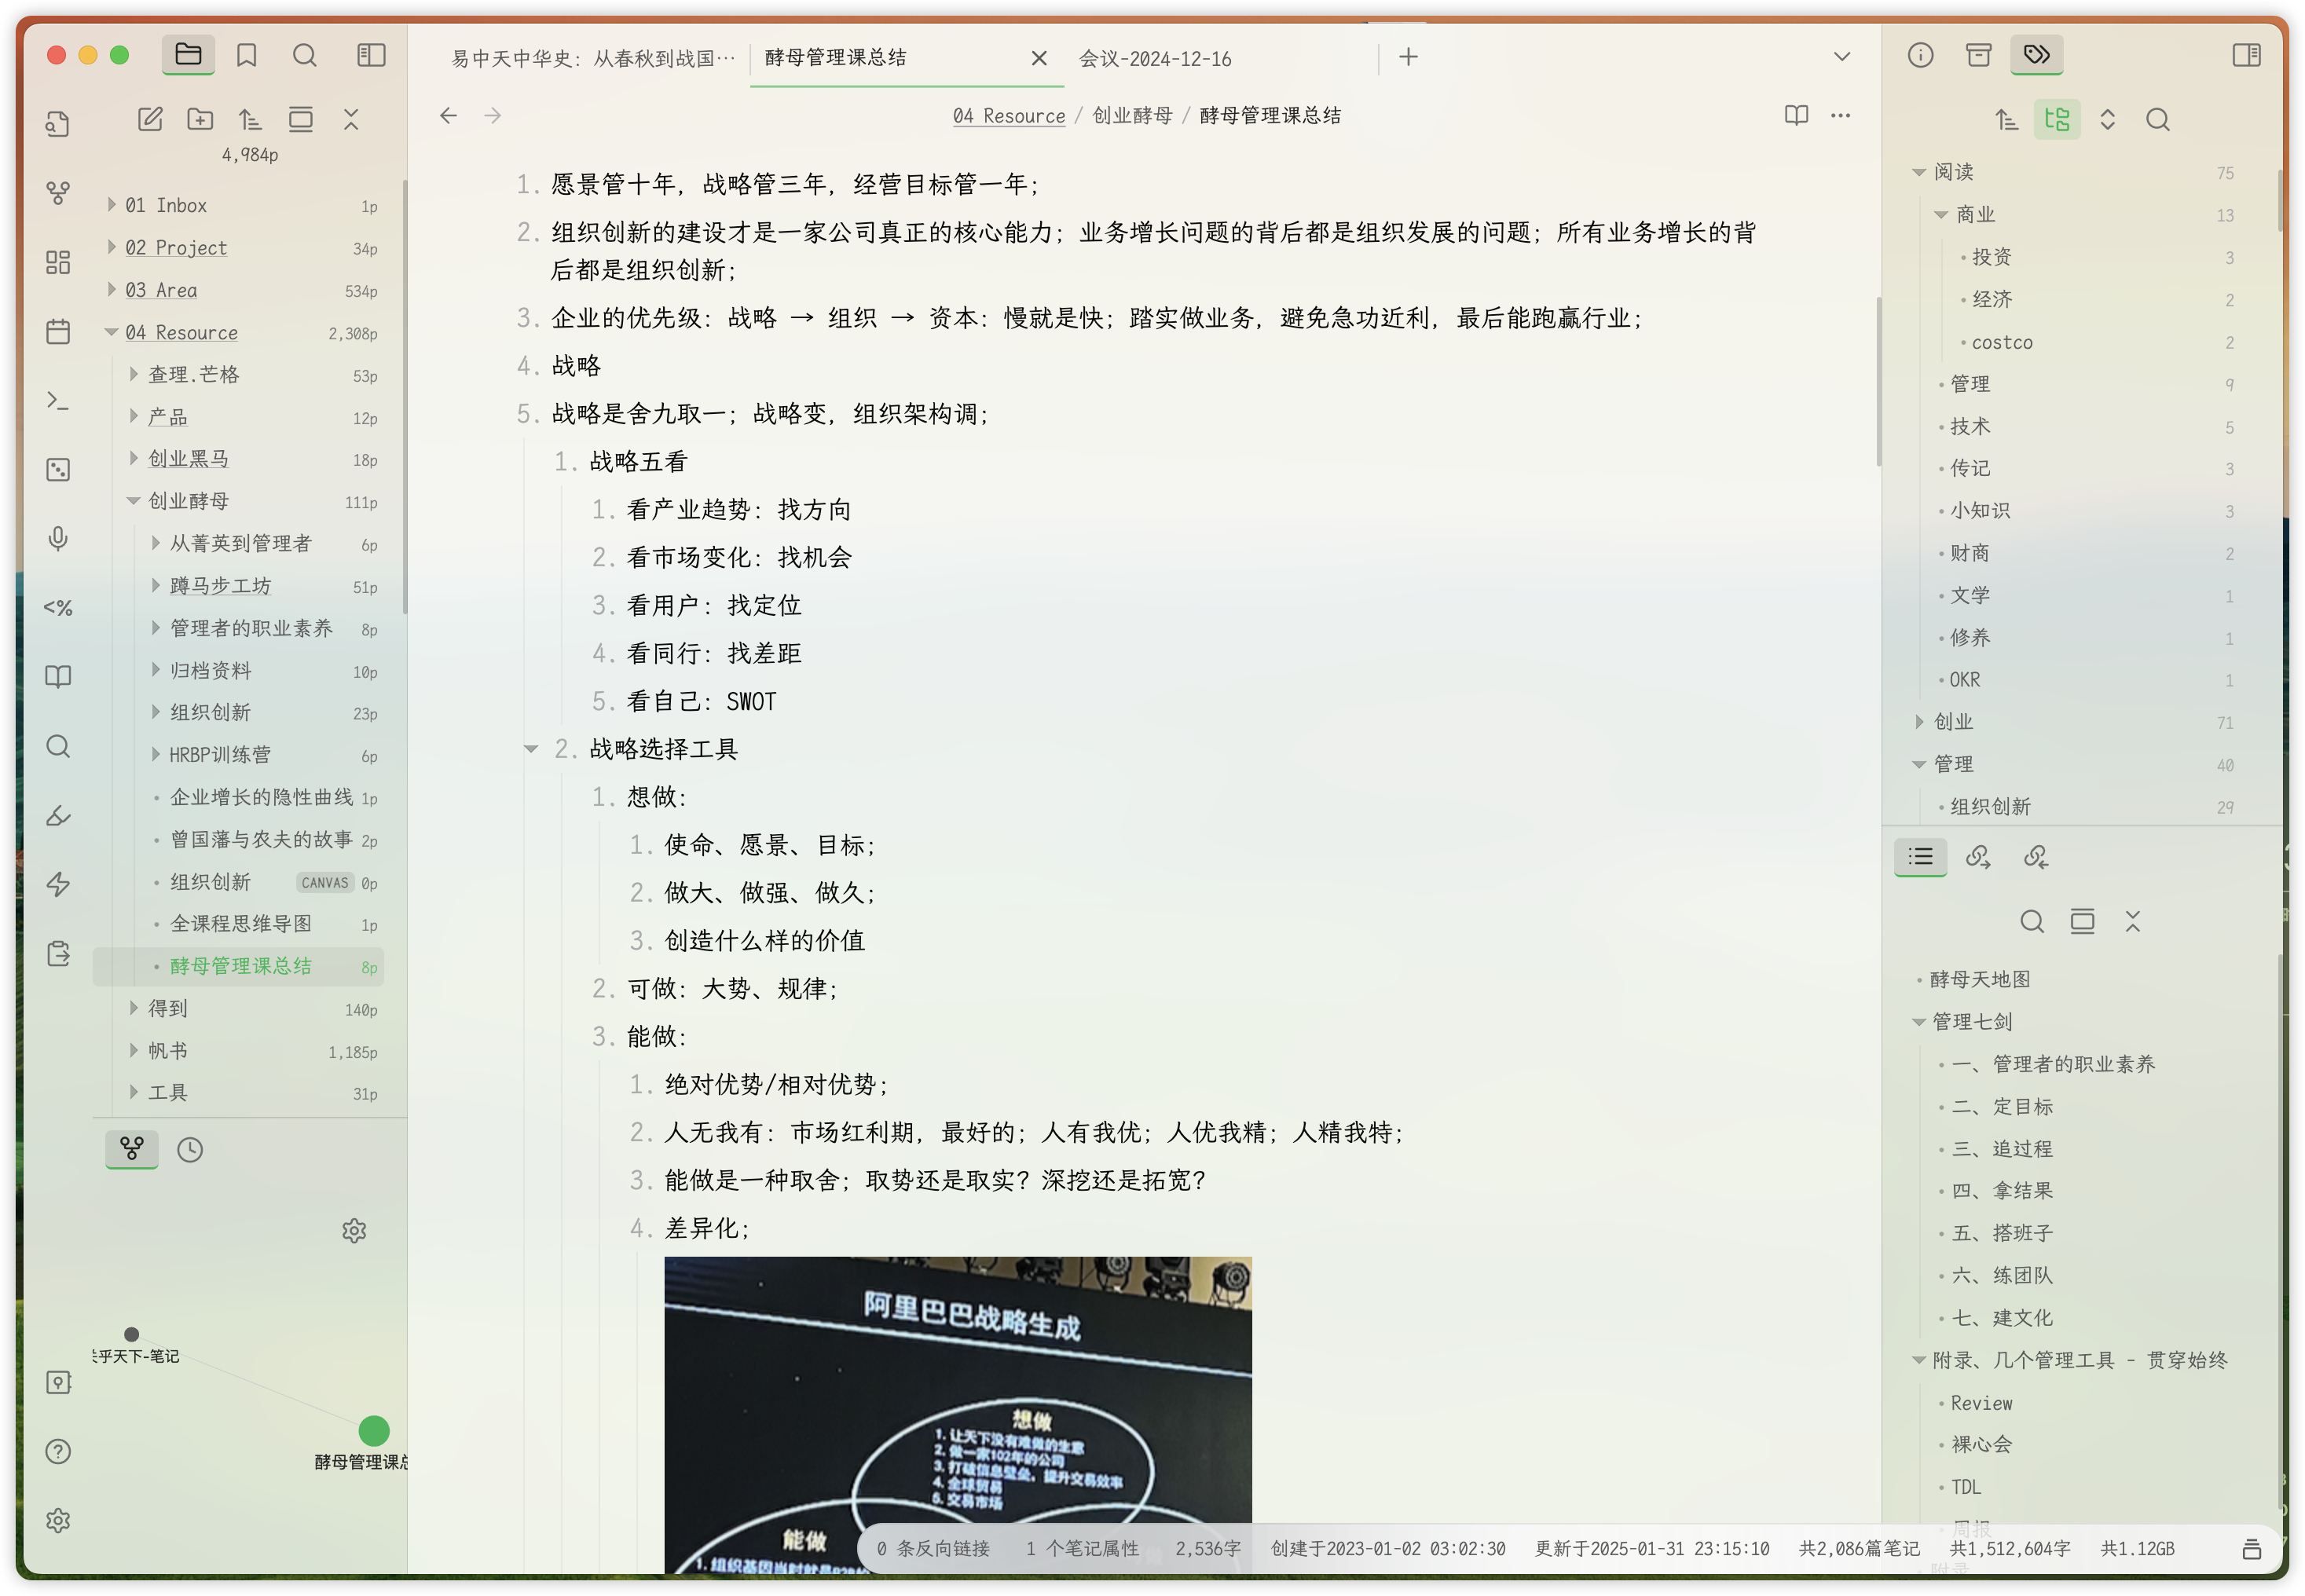 易中天中华史：从春秋到战国…
酵母管理课总结
会议-2024-12-16
4,984p
01 Inbox 1p
02 Project 34p
03 Area 534p
04 Resource 2,308p
查理.芒格 53p
产品 12p
创业黑马 18p
创业酵母 111p
从菁英到管理者 6p
蹲马步工坊 51p
管理者的职业素养 8p
归档资料 10p
组织创新 23p
HRBP训练营 6p
企业增长的隐性曲线 1p
曾国藩与农夫的故事 2p
组织创新 CANVAS 0p
全课程思维导图 1p
酵母管理课总结 8p
得到 140p
帆书 1,185p
工具 31p
乎天下-笔记
酵母管理课总
04 Resource / 创业酵母 / 酵母管理课总结
1. 愿景管十年，战略管三年，经营目标管一年；
2. 组织创新的建设才是一家公司真正的核心能力；业务增长问题的背后都是组织发展的问题；所有业务增长的背
后都是组织创新；
3. 企业的优先级：战略 → 组织 → 资本：慢就是快；踏实做业务，避免急功近利，最后能跑赢行业；
4. 战略
5. 战略是舍九取一；战略变，组织架构调；
1. 战略五看
1. 看产业趋势：找方向
2. 看市场变化：找机会
3. 看用户：找定位
4. 看同行：找差距
5. 看自己：SWOT
2. 战略选择工具
1. 想做：
1. 使命、愿景、目标；
2. 做大、做强、做久；
3. 创造什么样的价值
2. 可做：大势、规律；
3. 能做：
1. 绝对优势/相对优势；
2. 人无我有：市场红利期，最好的；人有我优；人优我精；人精我特；
3. 能做是一种取舍；取势还是取实？深挖还是拓宽？
4. 差异化；
阿里巴巴战略生成
想做
1. 让天下没有难做的生意
2. 做一家102年的公司
3. 打破信息壁垒，提升交易效率
4. 全球贸易
5. 交易市场
能做
1. 组织基因当时就是B2B的
0 条反向链接 1 个笔记属性 2,536字 创建于2023-01-02 03:02:30 更新于2025-01-31 23:15:10 共2,086篇笔记 共1,512,604字 共1.12GB
阅读 75
商业 13
投资 3
经济 2
costco 2
管理 9
技术 5
传记 3
小知识 3
财商 2
文学 1
修养 1
OKR 1
创业 71
管理 40
组织创新 29
酵母天地图
管理七剑
一、管理者的职业素养
二、定目标
三、追过程
四、拿结果
五、搭班子
六、练团队
七、建文化
附录、几个管理工具 - 贯穿始终
Review
裸心会
TDL
周报